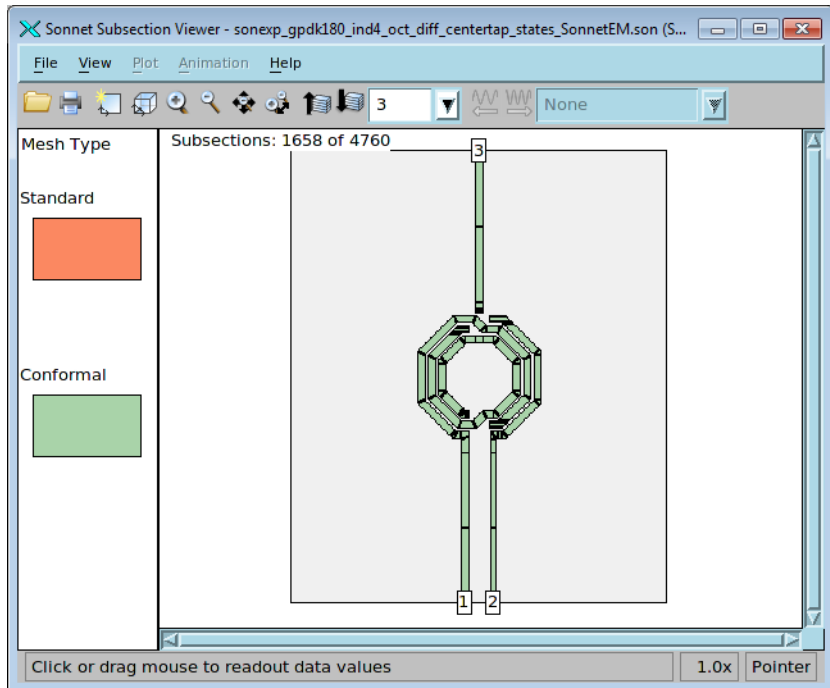 Sonnet Subsection Viewer - sonexp_gpdk180_ind4_oct_diff_centertap_states_SonnetEM.son (S...
File View Plot Animation Help
3 None
Mesh Type
Subsections: 1658 of 4760
3
Standard
Conformal
1 2
Click or drag mouse to readout data values 1.0x Pointer